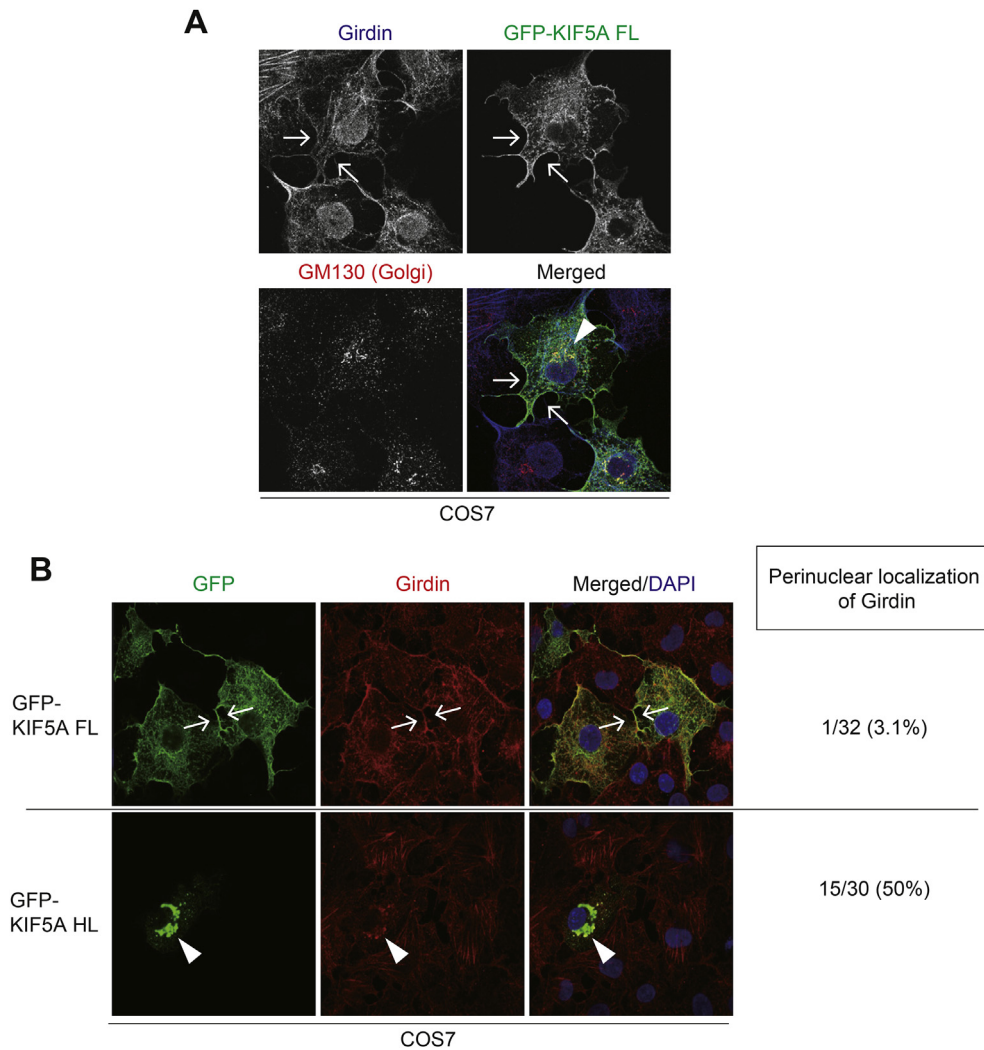 A
Girdin
GFP-KIF5A FL
GM130 (Golgi)
Merged
COS7
B
GFP
Girdin
Merged/DAPI
Perinuclear localization
of Girdin
GFP-
KIF5A FL
1/32 (3.1%)
GFP-
KIF5A HL
15/30 (50%)
COS7